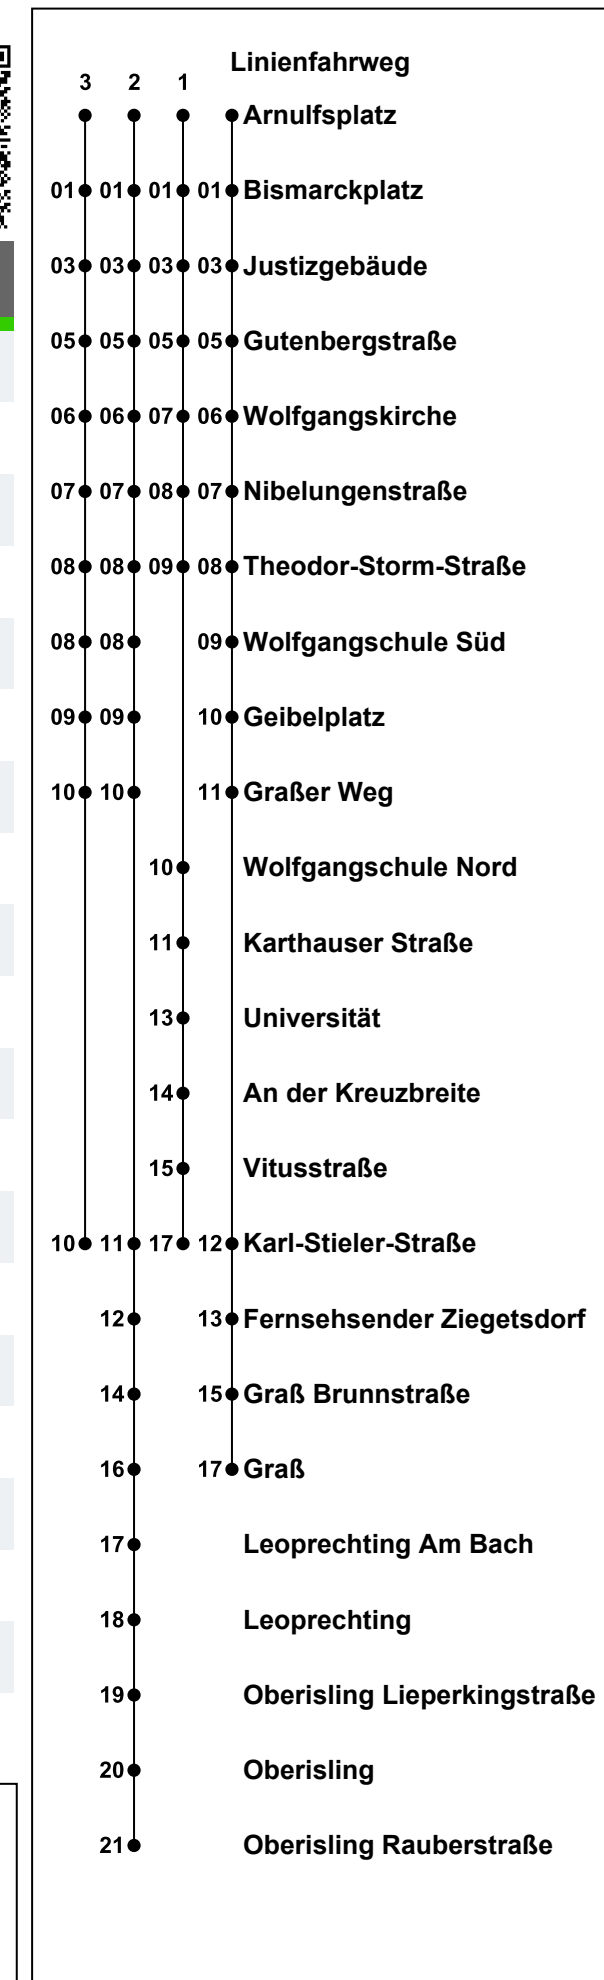 Linienfahrweg
3 2 1
Arnulfsplatz
01 01 01 01 Bismarckplatz
03 03 03 03 Justizgebäude
05 05 05 05 Gutenbergstraße
06 06 07 06 Wolfgangskirche
07 07 08 07 Nibelungenstraße
08 08 09 08 Theodor-Storm-Straße
08 08 09 Wolfgangschule Süd
09 09 10 Geibelplatz
10 10 11 Graßer Weg
10 Wolfgangschule Nord
11 Karthauser Straße
13 Universität
14 An der Kreuzbreite
15 Vitusstraße
10 11 17 12 Karl-Stieler-Straße
12 13 Fernsehsender Ziegetsdorf
14 15 Graß Brunnstraße
16 17 Graß
17 Leoprechting Am Bach
18 Leoprechting
19 Oberisling Lieperkingstraße
20 Oberisling
21 Oberisling Rauberstraße